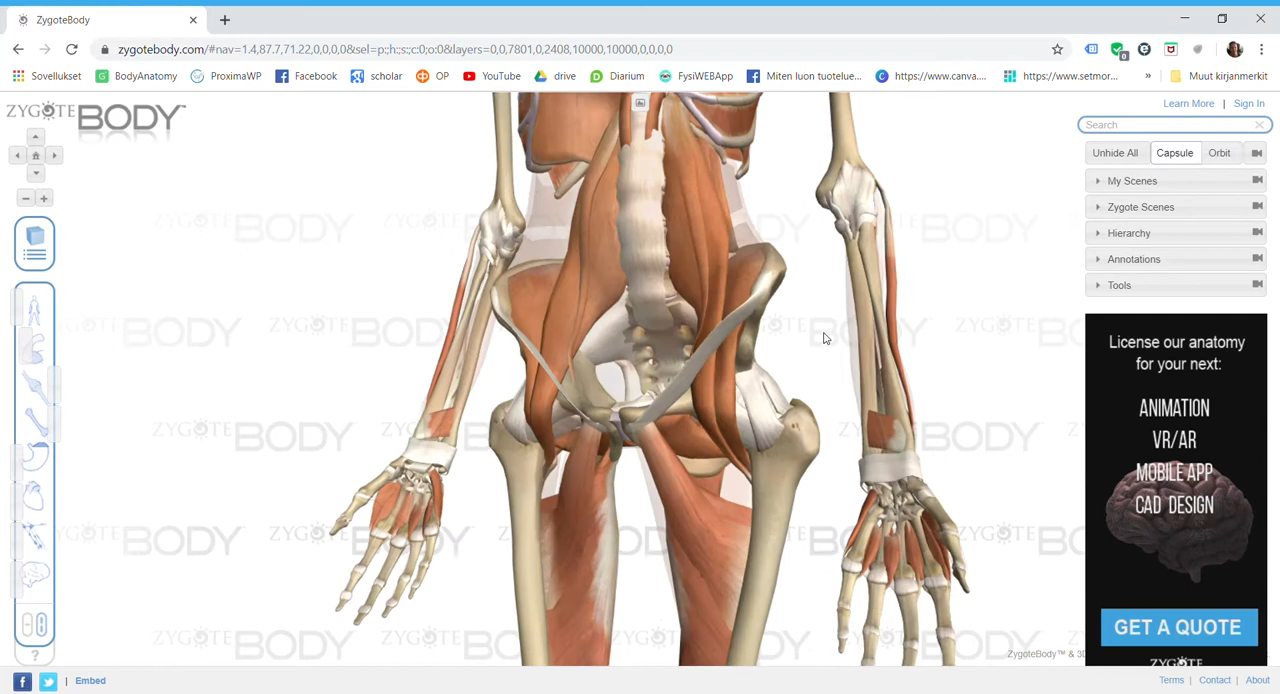 ZygoteBody
zygotebody.com/#nav=1.4,87.7,71.22,0,0,0,0&sel=p:;h:;s:;c:0;o:0&layers=0,0,7801,0,2408,10000,10000,0,0,0,0
0
Sovellukset
BodyAnatomy
ProximaWP
Facebook
scholar
OP
YouTube
drive
Diarium
FysiWEBApp
Miten luon tuotelue...
https://www.canva....
https://www.setmor...
»
Muut kirjanmerkit
ZYGOTE BODY™
Learn More | Sign In
Search
Unhide All
Capsule
Orbit
My Scenes
Zygote Scenes
Hierarchy
Annotations
Tools
License our anatomy
for your next:
ANIMATION
VR/AR
MOBILE APP
CAD DESIGN
GET A QUOTE
ZYGOTE
ZYGOTE BODY
ZygoteBody™ & 3D
?
| Embed
Terms | Contact | About